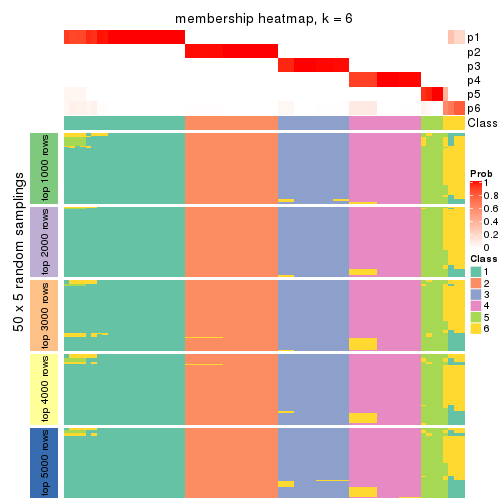 membership heatmap, k = 6
p1
p2
p3
p4
p5
p6
Class
50 x 5 random samplings
top 1000 rows
top 2000 rows
top 3000 rows
top 4000 rows
top 5000 rows
Prob
1
0.8
0.6
0.4
0.2
0
Class
1
2
3
4
5
6